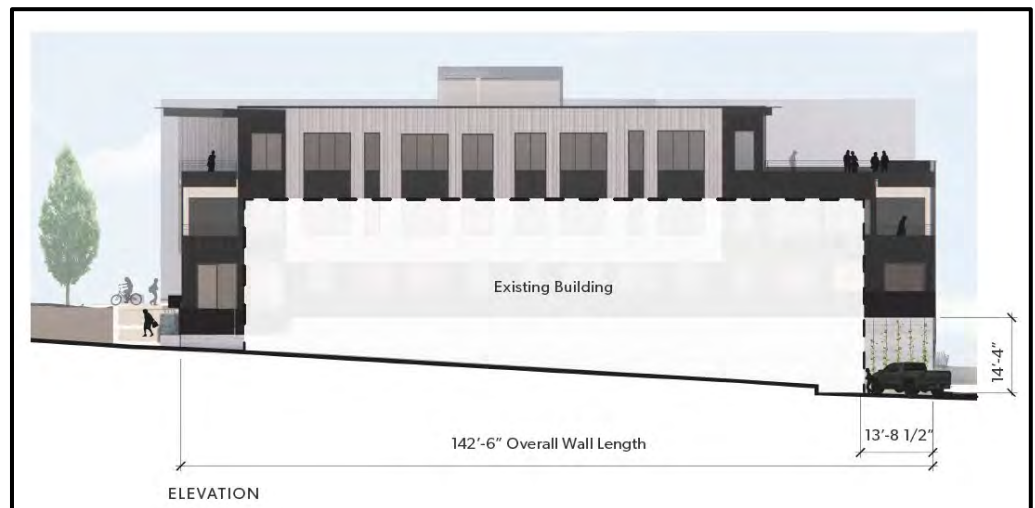 Existing Building
14'-4"
13'-8 1/2"
142'-6" Overall Wall Length
ELEVATION